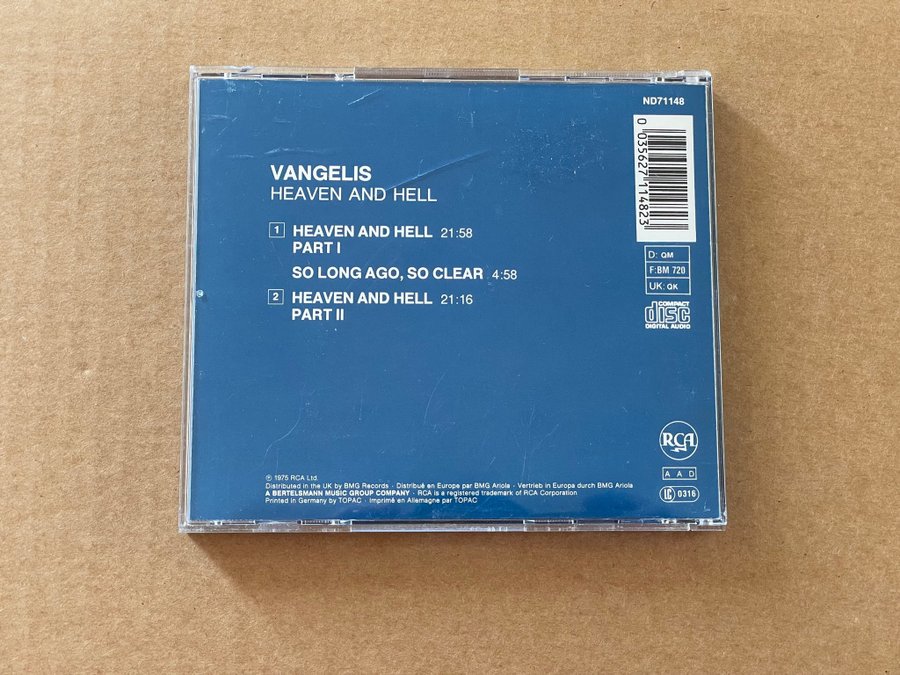 ND71148
0 035627 114823
VANGELIS
HEAVEN AND HELL
1 HEAVEN AND HELL 21:58
PART I
SO LONG AGO, SO CLEAR 4:58
2 HEAVEN AND HELL 21:16
PART II
D: QM
F: BM 720
UK: QK
COMPACT
disc
DIGITAL AUDIO
RCA
A A D
LC 0316
℗ 1975 RCA Ltd.
Distributed in the UK by BMG Records · Distribué en Europe par BMG Ariola · Vertrieb in Europa durch BMG Ariola
A BERTELSMANN MUSIC GROUP COMPANY · RCA is a registered trademark of RCA Corporation
Printed in Germany by TOPAC · Imprimé en Allemagne par TOPAC